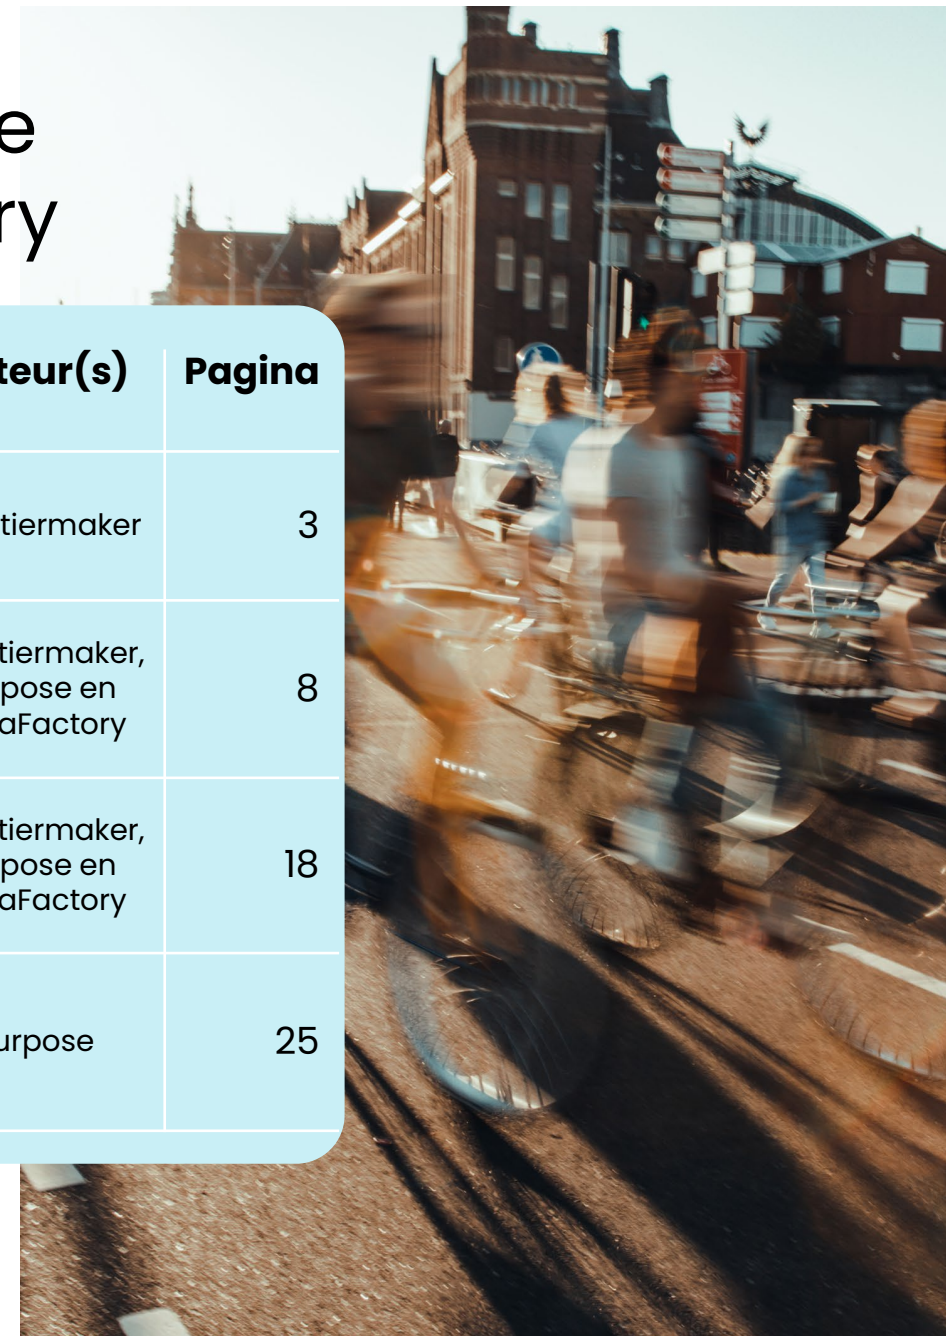 e
ry
teur(s) Pagina
tiermaker 3
tiermaker,
pose en 8
aFactory
tiermaker,
pose en 18
aFactory
urpose 25